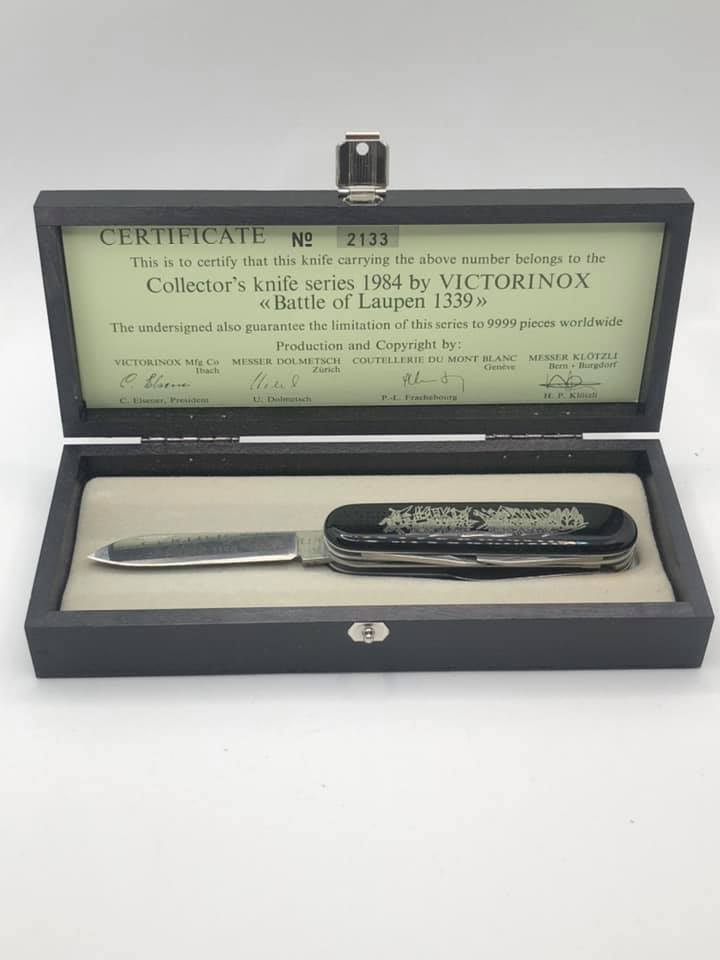 CERTIFICATE Nº 2133
This is to certify that this knife carrying the above number belongs to the
Collector's knife series 1984 by VICTORINOX
«Battle of Laupen 1339»
The undersigned also guarantee the limitation of this series to 9999 pieces worldwide
Production and Copyright by:
VICTORINOX Mfg Co MESSER DOLMETSCH COUTELLERIE DU MONT BLANC MESSER KLÖTZLI
Ibach Zürich Genève Bern + Burgdorf
C. Elsener, President U. Dolmetsch P.-L. Frachebourg H. P. Klötzli